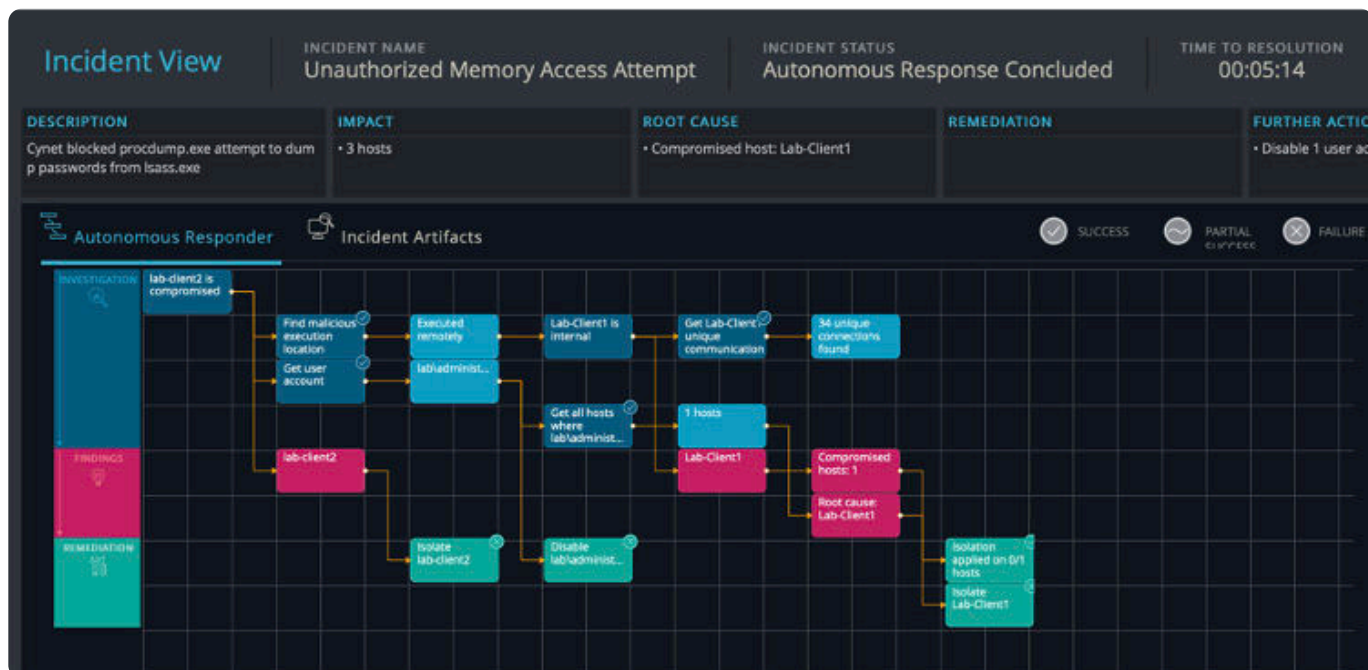 Incident View
INCIDENT NAME
Unauthorized Memory Access Attempt
INCIDENT STATUS
Autonomous Response Concluded
TIME TO RESOLUTION
00:05:14
DESCRIPTION
Cynet blocked procdump.exe attempt to dum
p passwords from lsass.exe
IMPACT
• 3 hosts
ROOT CAUSE
• Compromised host: Lab-Client1
REMEDIATION
FURTHER ACTIO
• Disable 1 user ac
Autonomous Responder
Incident Artifacts
SUCCESS
PARTIAL
SUCCESS
FAILURE
INVESTIGATION
lab-client2 is
compromised
Find malicious
execution
location
Executed
remotely
Lab-Client1 is
internal
Get Lab-Client1
unique
communication
34 unique
connections
found
Get user
account
lab\administ...
Get all hosts
where
lab\administ...
1 hosts
FINDINGS
lab-client2
Lab-Client1
Compromised
hosts: 1
Root cause:
Lab-Client1
REMEDIATION
Isolate
lab-client2
Disable
lab\administ...
Isolation
applied on 0/1
hosts
Isolate
Lab-Client1